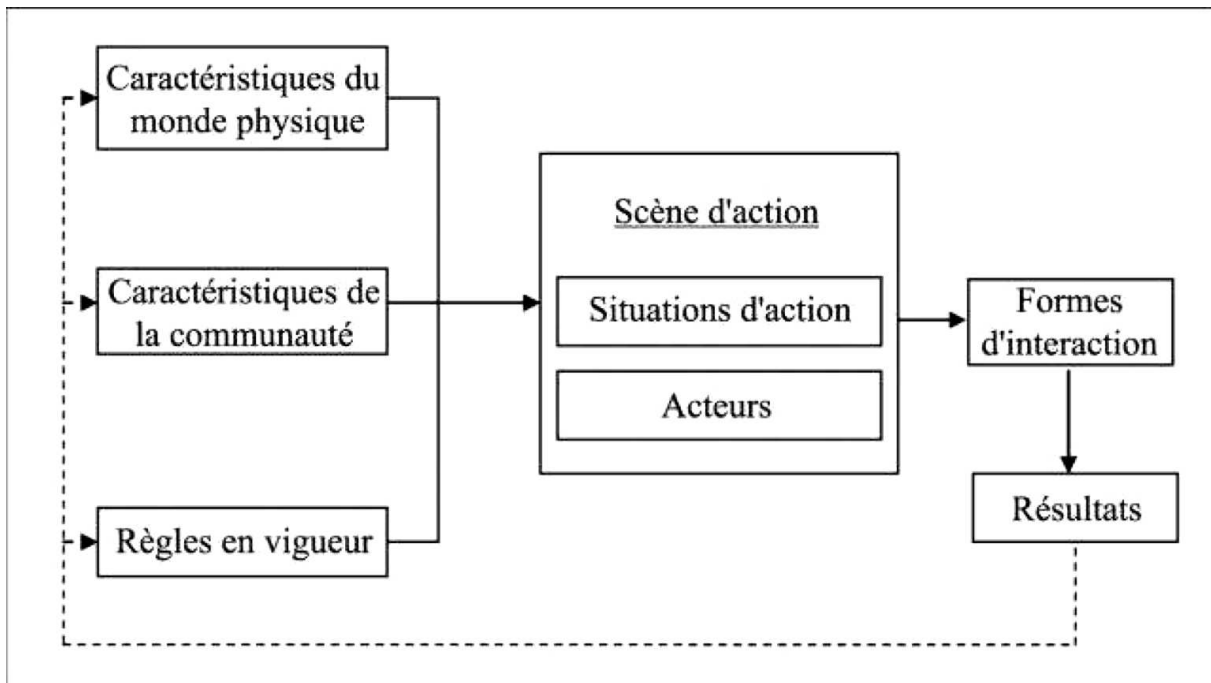 Caractéristiques du
monde physique
Caractéristiques de
la communauté
Règles en vigueur
Scène d'action
Situations d'action
Acteurs
Formes
d'interaction
Résultats